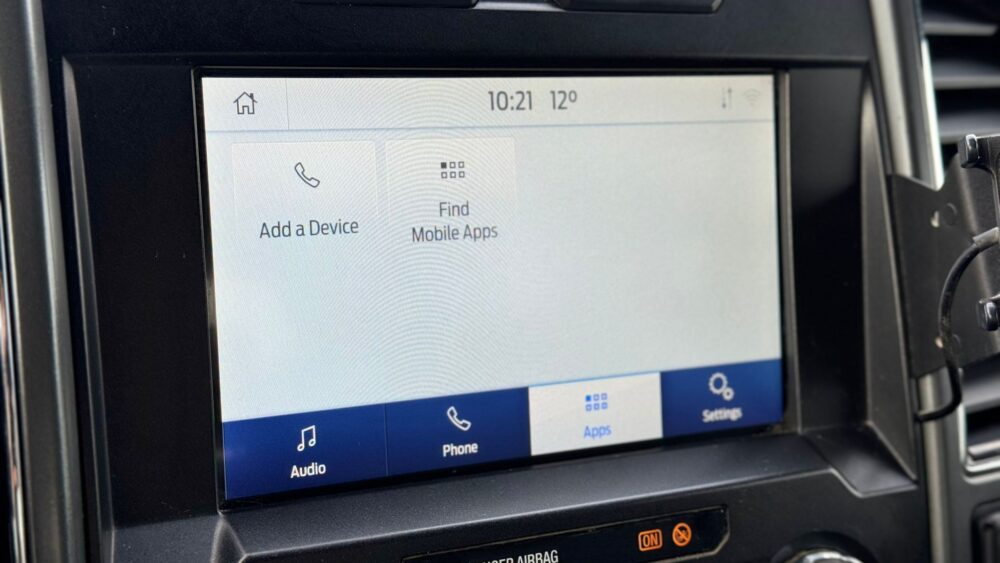 10:21 12°
Add a Device
Find
Mobile Apps
Audio
Phone
Apps
Settings
AIRBAG
ON